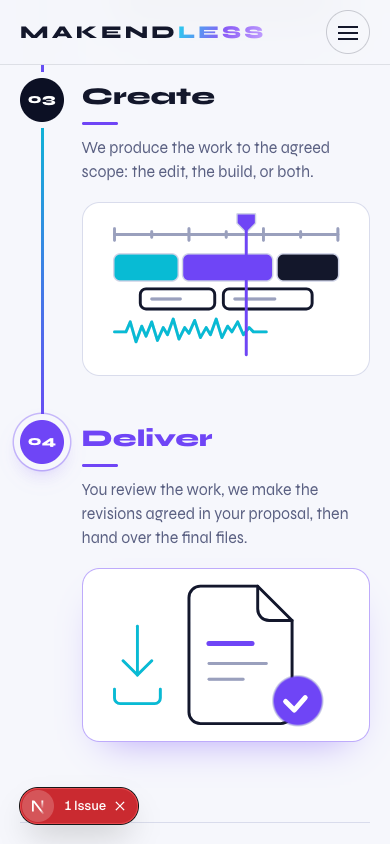 MAKENDLESS
03
Create
We produce the work to the agreed
scope: the edit, the build, or both.
04
Deliver
You review the work, we make the
revisions agreed in your proposal, then
hand over the final files.
N
1 Issue